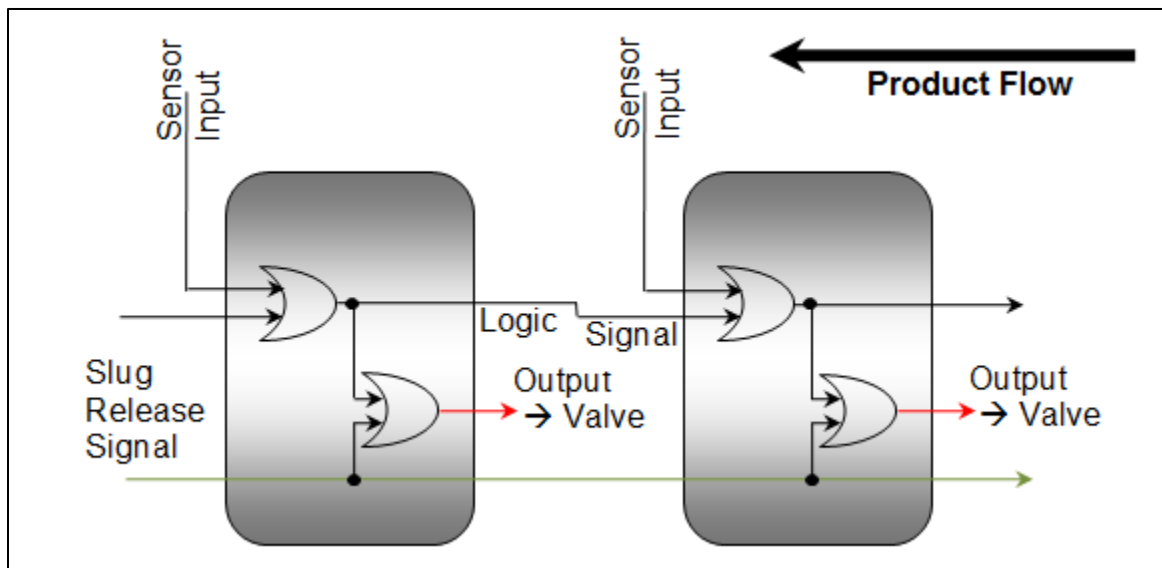 Sensor
Input
Sensor
Input
Product Flow
Logic
Signal
Slug
Release
Signal
Output
→ Valve
Output
→ Valve